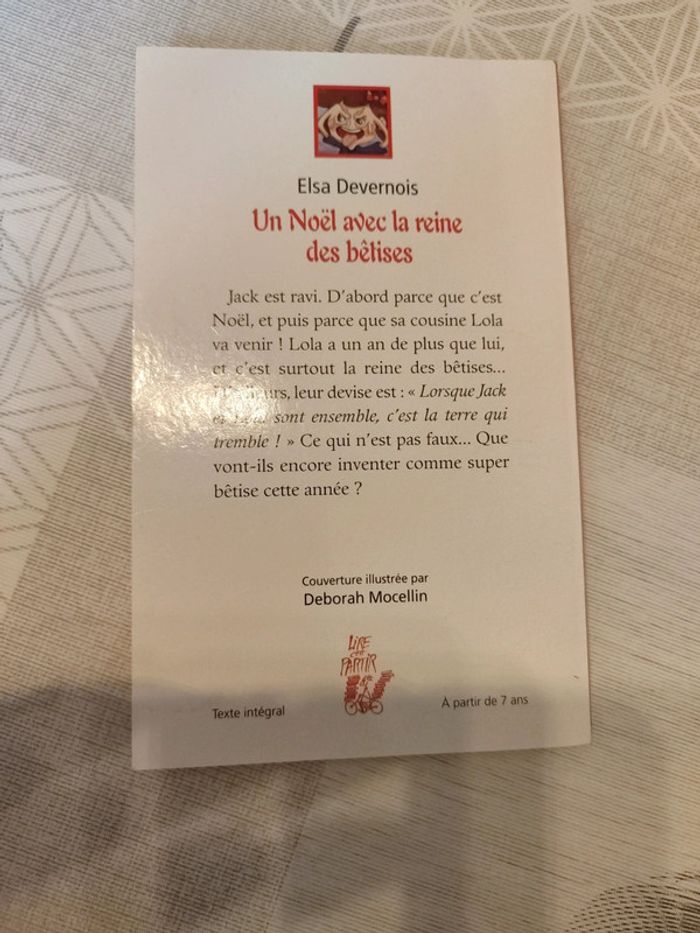 Elsa Devernois
Un Noël avec la reine
des bêtises
Jack est ravi. D'abord parce que c'est
Noël, et puis parce que sa cousine Lola
va venir ! Lola a un an de plus que lui,
et c'est surtout la reine des bêtises...
leur devise est : « Lorsque Jack
sont ensemble, c'est la terre qui
tremble ! » Ce qui n'est pas faux... Que
vont-ils encore inventer comme super
bêtise cette année ?
Couverture illustrée par
Deborah Mocellin
LIRE
C'EST
PARTIR
Texte intégral
À partir de 7 ans